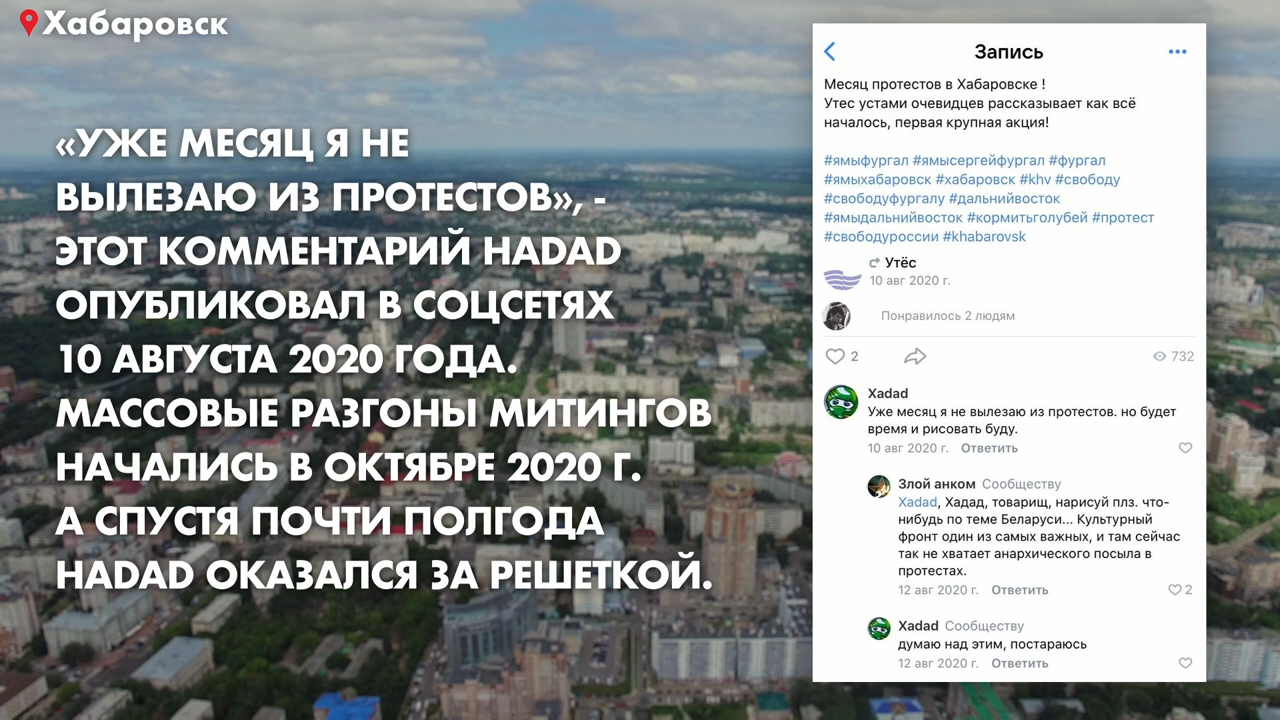 Хабаровск
«УЖЕ МЕСЯЦ Я НЕ
ВЫЛЕЗАЮ ИЗ ПРОТЕСТОВ», -
ЭТОТ КОММЕНТАРИЙ HADAD
ОПУБЛИКОВАЛ В СОЦСЕТЯХ
10 АВГУСТА 2020 ГОДА.
МАССОВЫЕ РАЗГОНЫ МИТИНГОВ
НАЧАЛИСЬ В ОКТЯБРЕ 2020 Г.
А СПУСТЯ ПОЧТИ ПОЛГОДА
HADAD ОКАЗАЛСЯ ЗА РЕШЕТКОЙ.
Запись
Месяц протестов в Хабаровске !
Утес устами очевидцев рассказывает как всё
началось, первая крупная акция!
#ямыфургал #ямысергейфургал #фургал
#ямыхабаровск #хабаровск #khv #свободу
#свободуфургалу #дальнийвосток
#ямыдальнийвосток #кормитьголубей #протест
#свободуроссии #khabarovsk
Утёс
10 авг 2020 г.
Понравилось 2 людям
2
732
Xadad
Уже месяц я не вылезаю из протестов. но будет
время и рисовать буду.
10 авг 2020 г. Ответить
Злой анком Сообществу
Xadad, Хадад, товарищ, нарисуй плз. что-
нибудь по теме Беларуси... Культурный
фронт один из самых важных, и там сейчас
так не хватает анархического посыла в
протестах.
12 авг 2020 г. Ответить 2
Xadad Сообществу
думаю над этим, постараюсь
12 авг 2020 г. Ответить